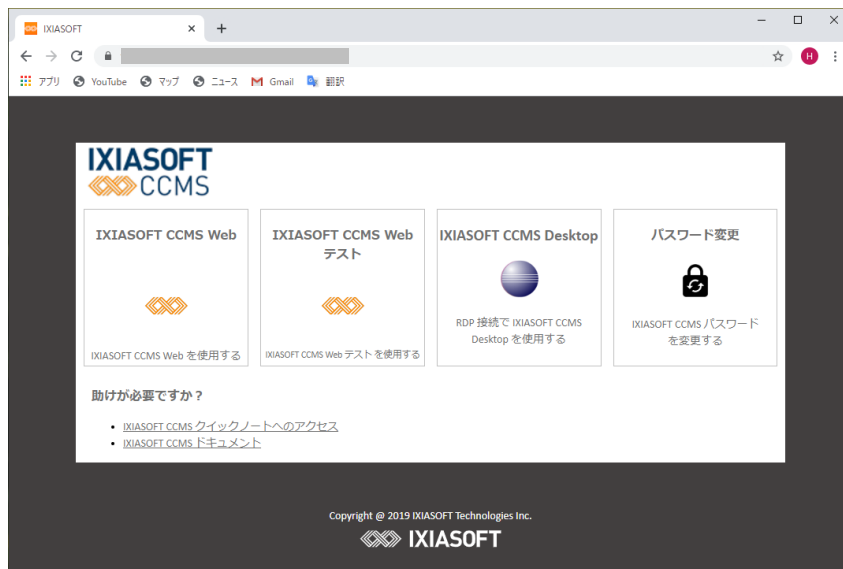 IXIASOFT
アプリ YouTube マップ ニュース Gmail 翻訳
H
IXIASOFT
CCMS
IXIASOFT CCMS Web
IXIASOFT CCMS Web を使用する
IXIASOFT CCMS Web
テスト
IXIASOFT CCMS Web テスト を使用する
IXIASOFT CCMS Desktop
RDP 接続で IXIASOFT CCMS
Desktop を使用する
パスワード変更
IXIASOFT CCMS パスワード
を変更する
助けが必要ですか？
IXIASOFT CCMS クイックノートへのアクセス
IXIASOFT CCMS ドキュメント
Copyright @ 2019 IXIASOFT Technologies Inc.
IXIASOFT